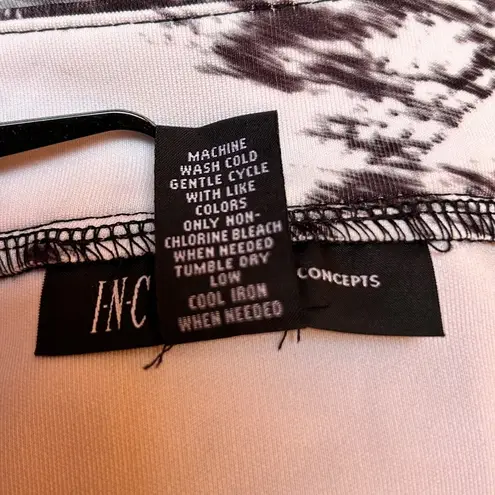 MACHINE
WASH COLD
GENTLE CYCLE
WITH LIKE
COLORS
ONLY NON-
CHLORINE BLEACH
WHEN NEEDED
TUMBLE DRY
LOW
COOL IRON
WHEN NEEDED
I·N·C
CONCEPTS